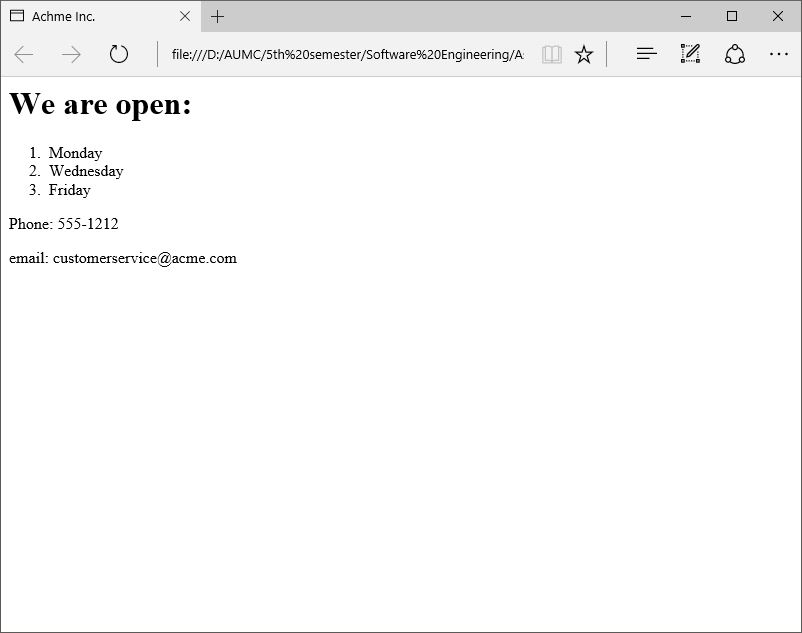 Achme Inc.
file:///D:/AUMC/5th%20semester/Software%20Engineering/A
We are open:
1. Monday
2. Wednesday
3. Friday
Phone: 555-1212
email: customerservice@acme.com